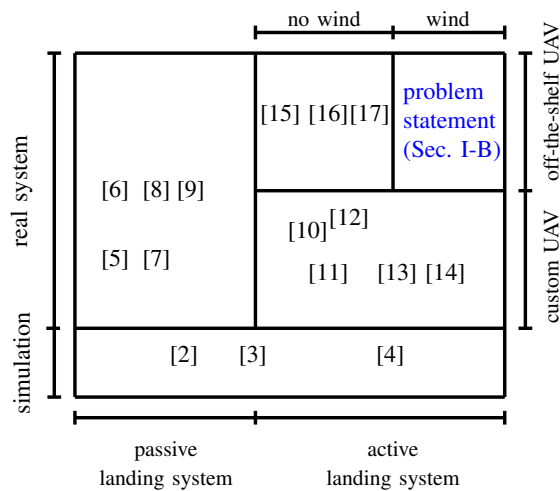 no wind wind
[15] [16] [17]
problem
statement
(Sec. I-B)
off-the-shelf UAV
real system
[6] [8] [9]
[10] [12]
[5] [7]
[11] [13] [14]
custom UAV
simulation
[2] [3] [4]
passive
landing system
active
landing system